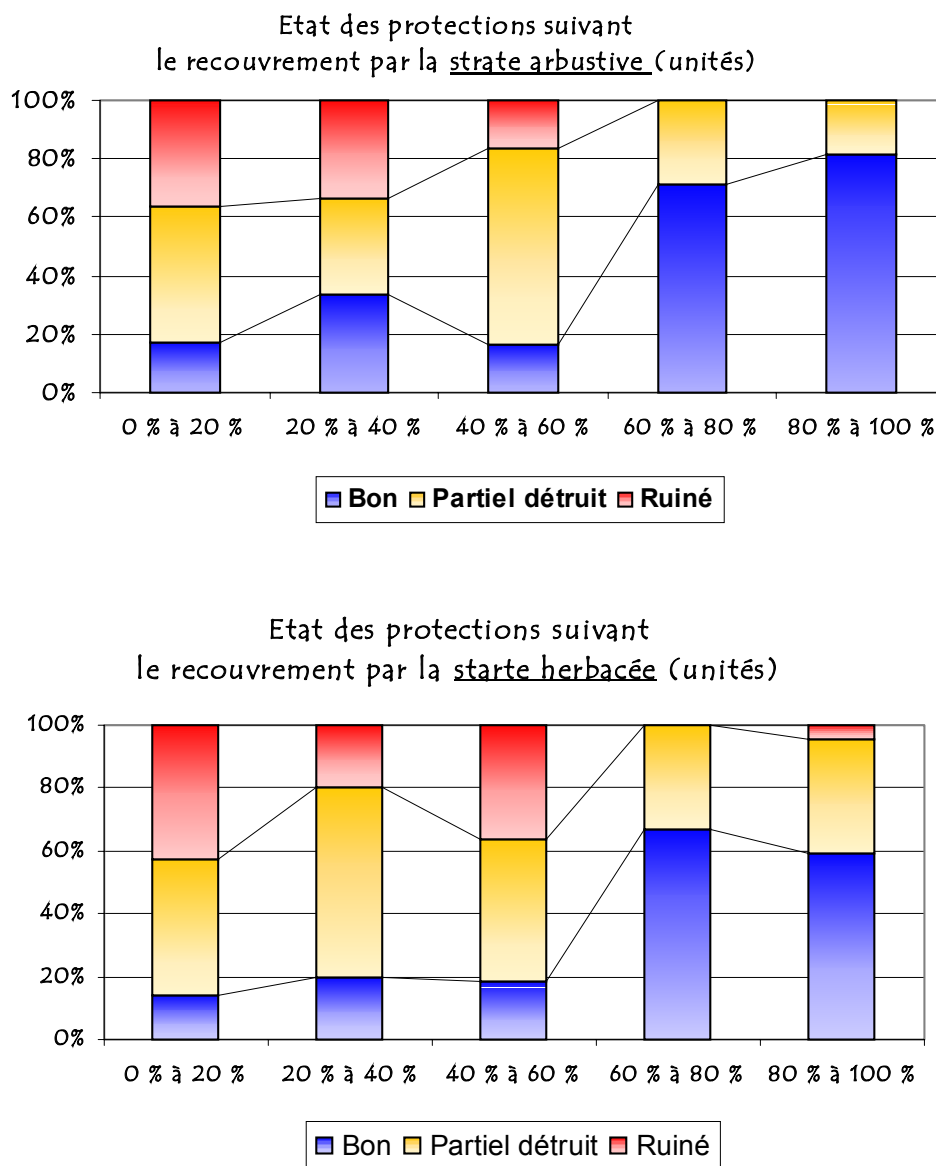 Etat des protections suivant
le recouvrement par la strate arbustive (unités)
100%
80%
60%
40%
20%
0%
0 % à 20 % 20 % à 40 % 40 % à 60 % 60 % à 80 % 80 % à 100 %
Bon Partiel détruit Ruiné
Etat des protections suivant
le recouvrement par la starte herbacée (unités)
100%
80%
60%
40%
20%
0%
0 % à 20 % 20 % à 40 % 40 % à 60 % 60 % à 80 % 80 % à 100 %
Bon Partiel détruit Ruiné